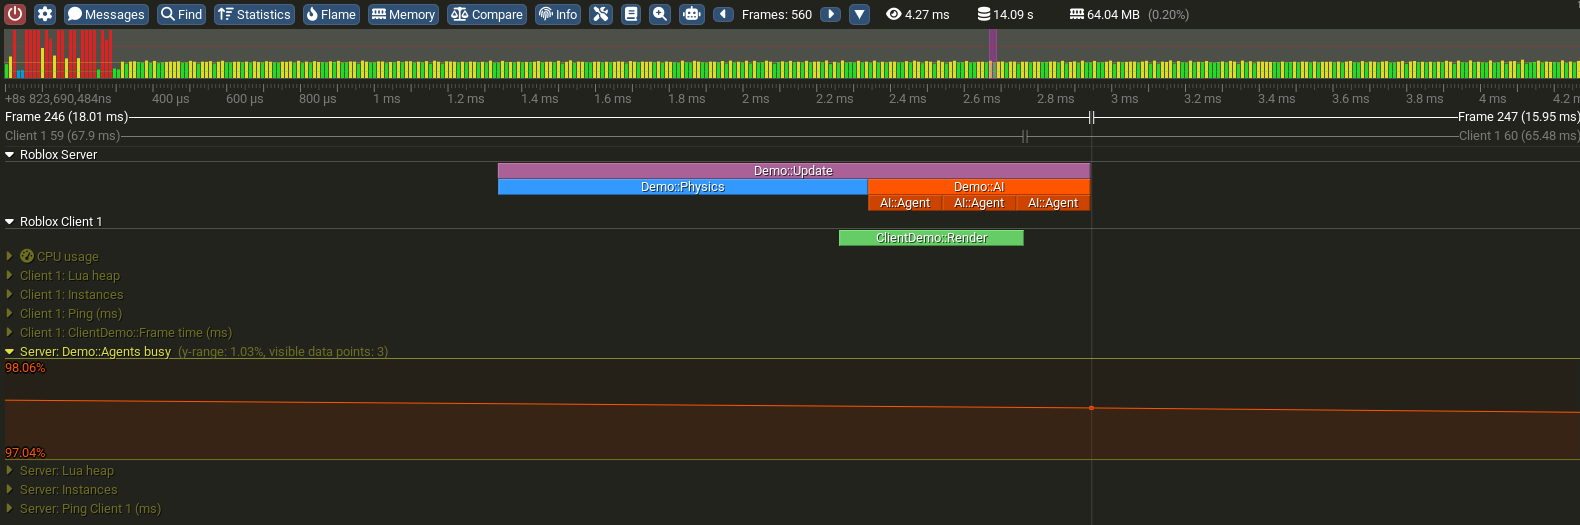 Messages Find Statistics Flame Memory Compare Info Frames: 560 4.27 ms 14.09 s 64.04 MB (0.20%)
+8s 823,690,484ns 400 µs 600 µs 800 µs 1 ms 1.2 ms 1.4 ms 1.6 ms 1.8 ms 2 ms 2.2 ms 2.4 ms 2.6 ms 2.8 ms 3 ms 3.2 ms 3.4 ms 3.6 ms 3.8 ms 4 ms 4.2 m
Frame 246 (18.01 ms) Frame 247 (15.95 ms)
Client 1 59 (67.9 ms) Client 1 60 (65.48 ms)
Roblox Server
Demo::Update
Demo::Physics Demo::AI
AI::Agent AI::Agent AI::Agent
Roblox Client 1
ClientDemo::Render
CPU usage
Client 1: Lua heap
Client 1: Instances
Client 1: Ping (ms)
Client 1: ClientDemo::Frame time (ms)
Server: Demo::Agents busy (y-range: 1.03%, visible data points: 3)
98.06%
97.04%
Server: Lua heap
Server: Instances
Server: Ping Client 1 (ms)